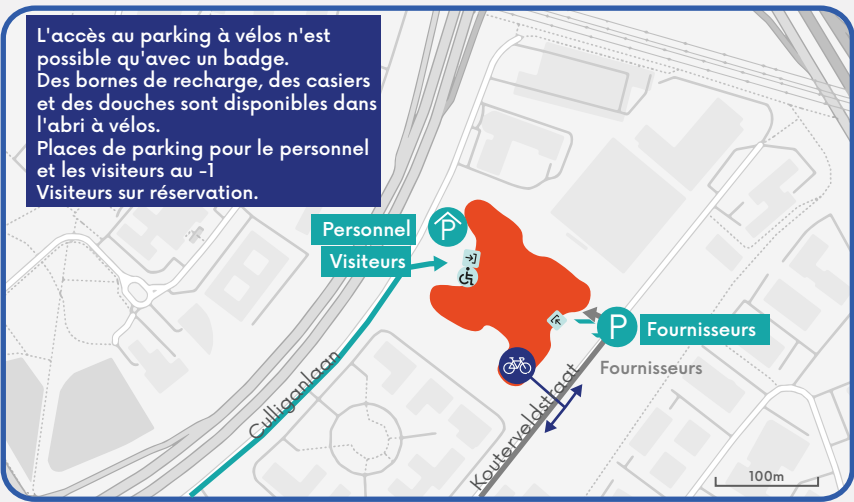 L'accès au parking à vélos n'est
possible qu'avec un badge.
Des bornes de recharge, des casiers
et des douches sont disponibles dans
l'abri à vélos.
Places de parking pour le personnel
et les visiteurs au -1
Visiteurs sur réservation.
Personnel
P
Visiteurs
P
Fournisseurs
Fournisseurs
Culliganlaan
Kouterveldstraat
100m